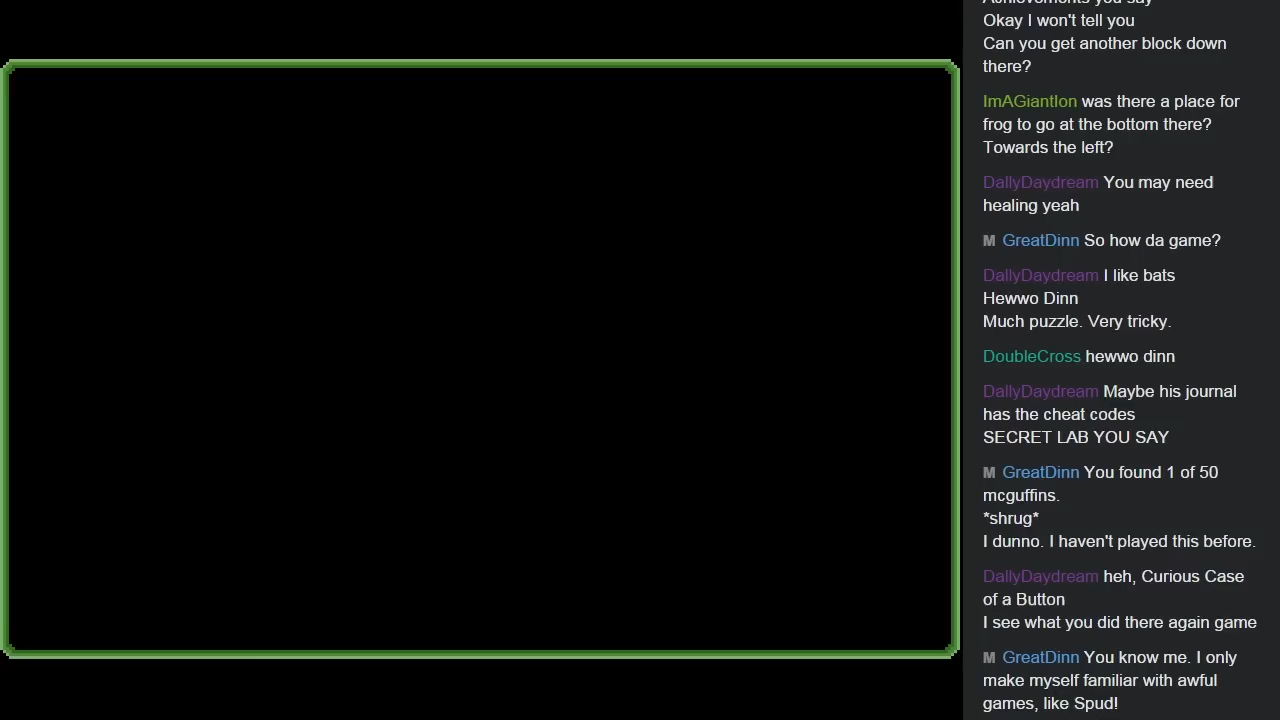 Achievements you say
Okay I won't tell you
Can you get another block down
there?
ImAGiantIon was there a place for
frog to go at the bottom there?
Towards the left?
DallyDaydream You may need
healing yeah
M GreatDinn So how da game?
DallyDaydream I like bats
Hewwo Dinn
Much puzzle. Very tricky.
DoubleCross hewwo dinn
DallyDaydream Maybe his journal
has the cheat codes
SECRET LAB YOU SAY
M GreatDinn You found 1 of 50
mcguffins.
*shrug*
I dunno. I haven't played this before.
DallyDaydream heh, Curious Case
of a Button
I see what you did there again game
M GreatDinn You know me. I only
make myself familiar with awful
games, like Spud!